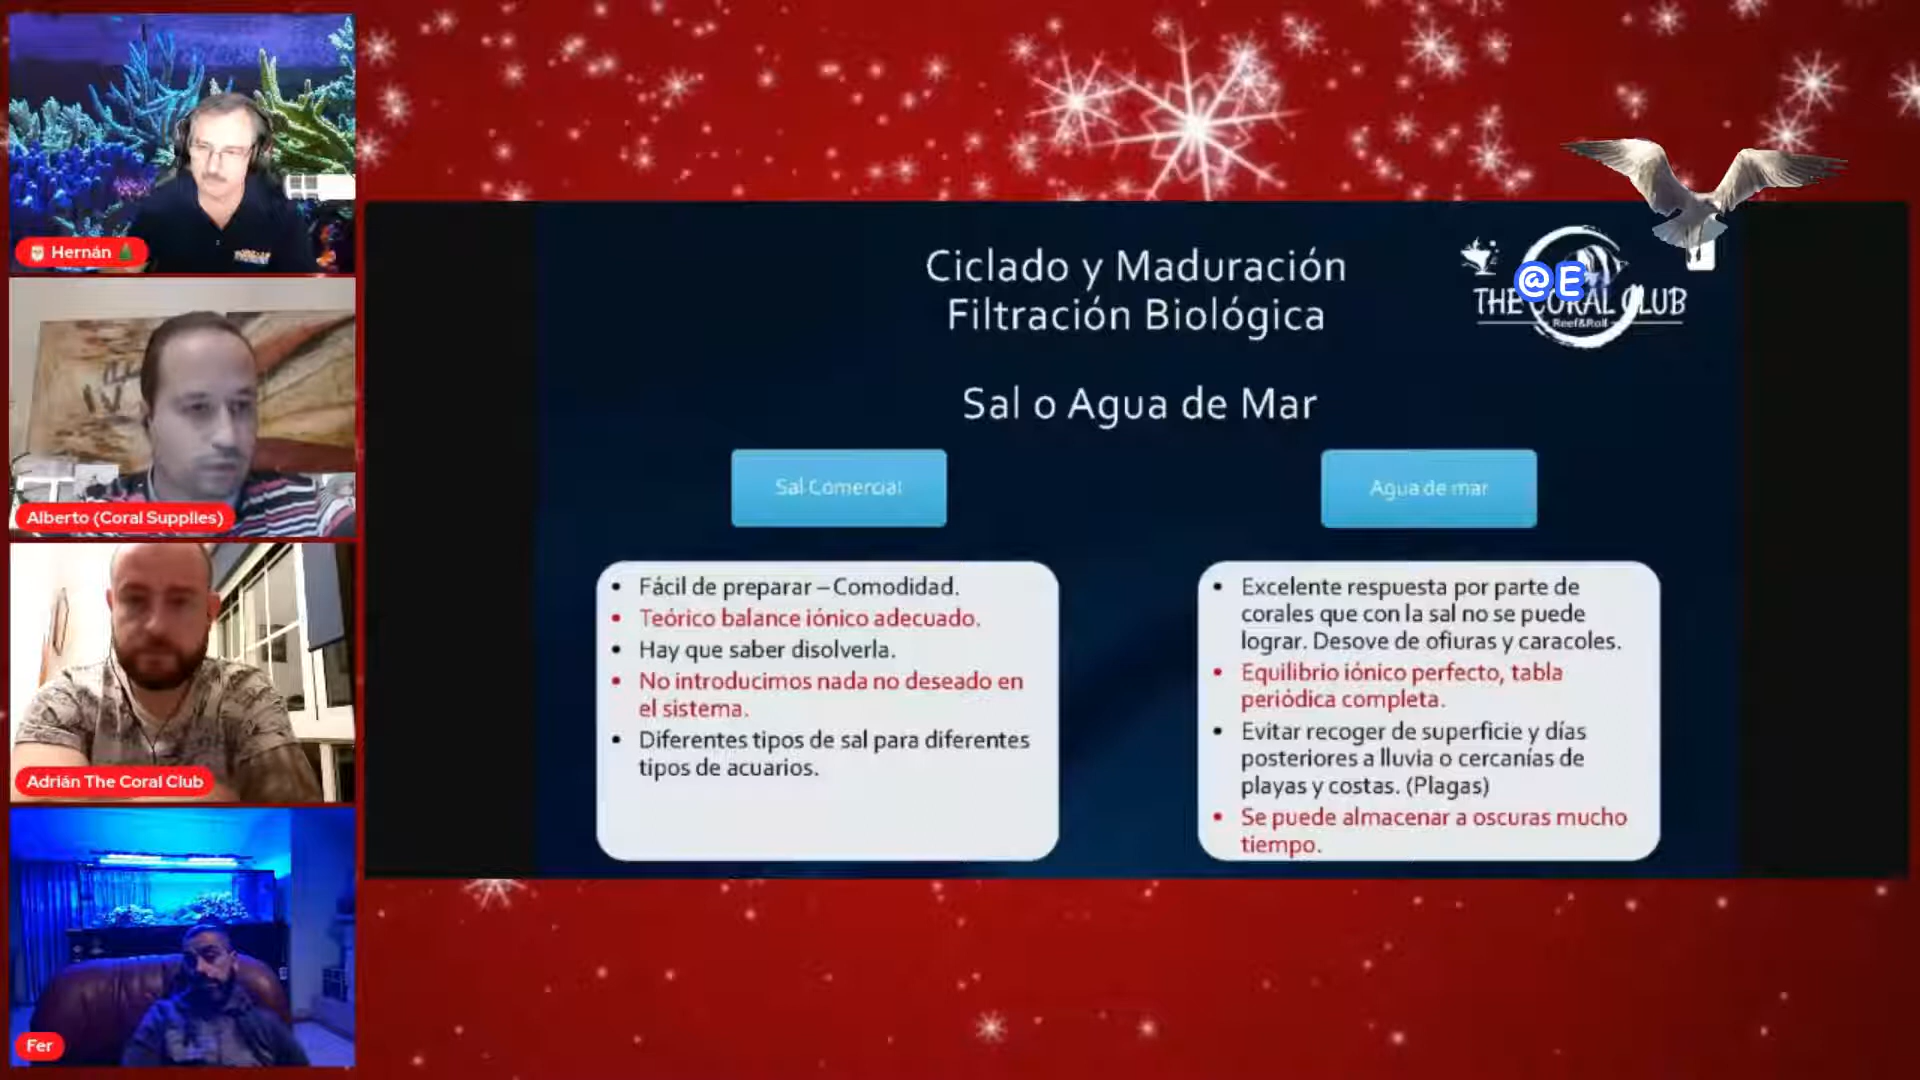 Hernán
Alberto (Coral Supplies)
Adrián The Coral Club
Fer
Ciclado y Maduración
Filtración Biológica
@E
THE CORAL CLUB
Reef&Roll
Sal o Agua de Mar
Sal Comercial
Agua de mar
• Fácil de preparar – Comodidad.
• Teórico balance iónico adecuado.
• Hay que saber disolverla.
• No introducimos nada no deseado en
el sistema.
• Diferentes tipos de sal para diferentes
tipos de acuarios.
• Excelente respuesta por parte de
corales que con la sal no se puede
lograr. Desove de ofiuras y caracoles.
• Equilibrio iónico perfecto, tabla
periódica completa.
• Evitar recoger de superficie y días
posteriores a lluvia o cercanías de
playas y costas. (Plagas)
• Se puede almacenar a oscuras mucho
tiempo.